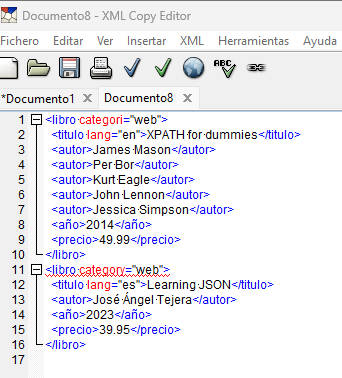 Documento8 - XML Copy Editor
Fichero Editar Ver Insertar XML Herramientas Ayuda
ABC
*Documento1 Documento8
1 <libro categori="web">
2 <titulo lang="en">XPATH for dummies</titulo>
3 <autor>James Mason</autor>
4 <autor>Per Bor</autor>
5 <autor>Kurt Eagle</autor>
6 <autor>John Lennon</autor>
7 <autor>Jessica Simpson</autor>
8 <año>2014</año>
9 <precio>49.99</precio>
10 </libro>
11 <libro category="web">
12 <titulo lang="es">Learning JSON</titulo>
13 <autor>José Ángel Tejera</autor>
14 <año>2023</año>
15 <precio>39.95</precio>
16 </libro>
17